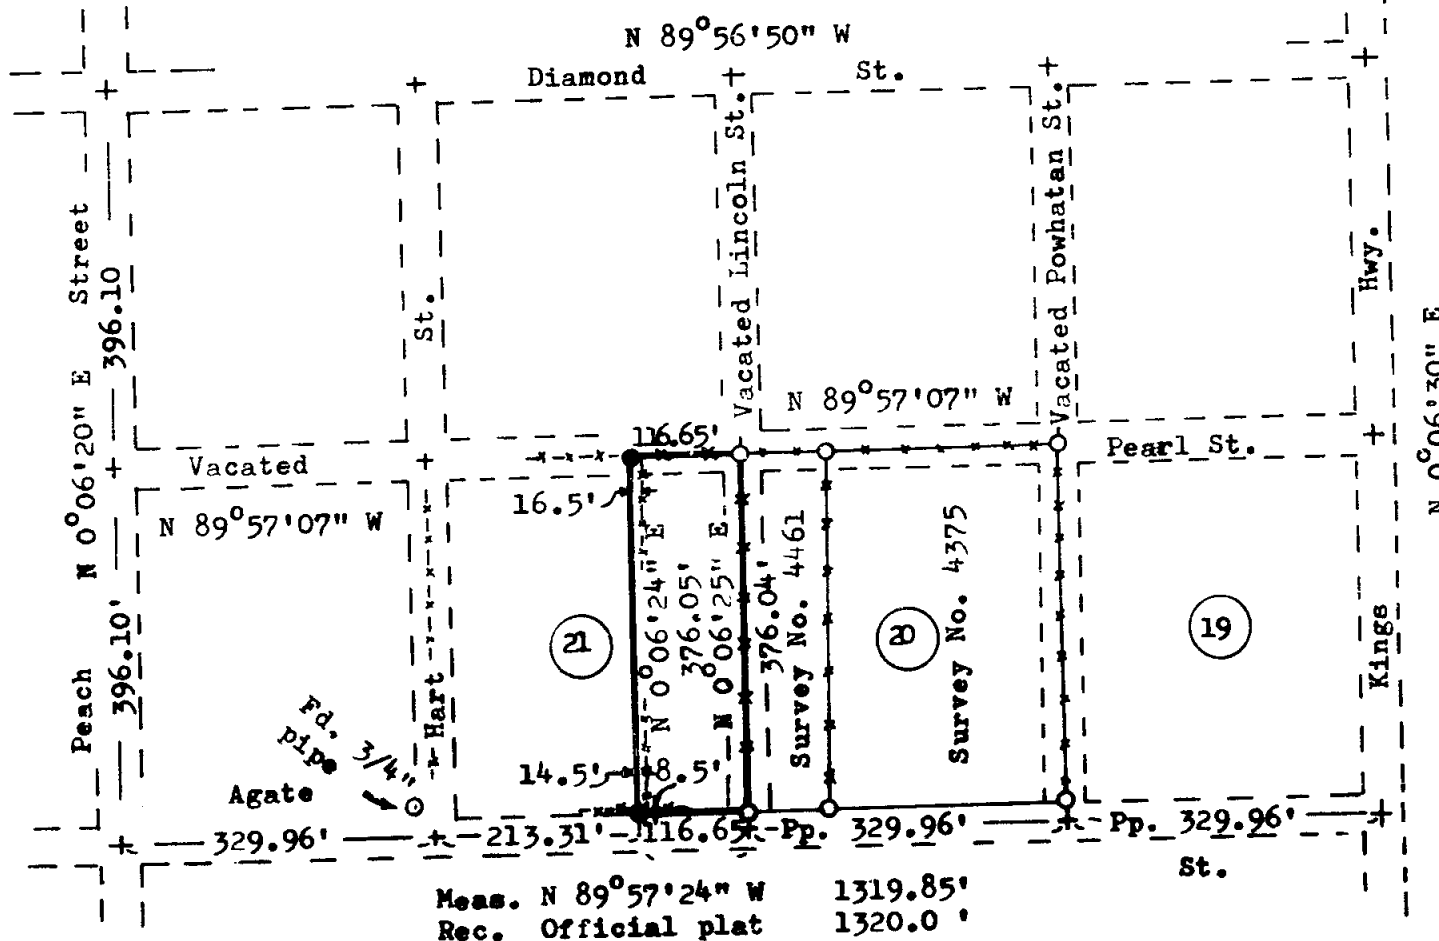 N 89°56'50" W
Diamond St.
Vacated Lincoln St.
Vacated Powhatan St.
Peach N 0°06'20" E Street
396.10
396.10'
St.
Hwy.
N 0°06'30" E
N 89°57'07" W
116.65'
Vacated
Pearl St.
N 89°57'07" W
16.5'
N 0°06'24" E
376.05'
N 0°06'25" E
376.04'
Survey No. 4461
Survey No. 4375
21
20
19
Kings
Hart
Fd. 3/4"
pipe
14.5'
8.5'
Agate
329.96'
213.31'
116.65
Pp. 329.96'
Pp. 329.96'
St.
Meas. N 89°57'24" W 1319.85'
Rec. Official plat 1320.0 '